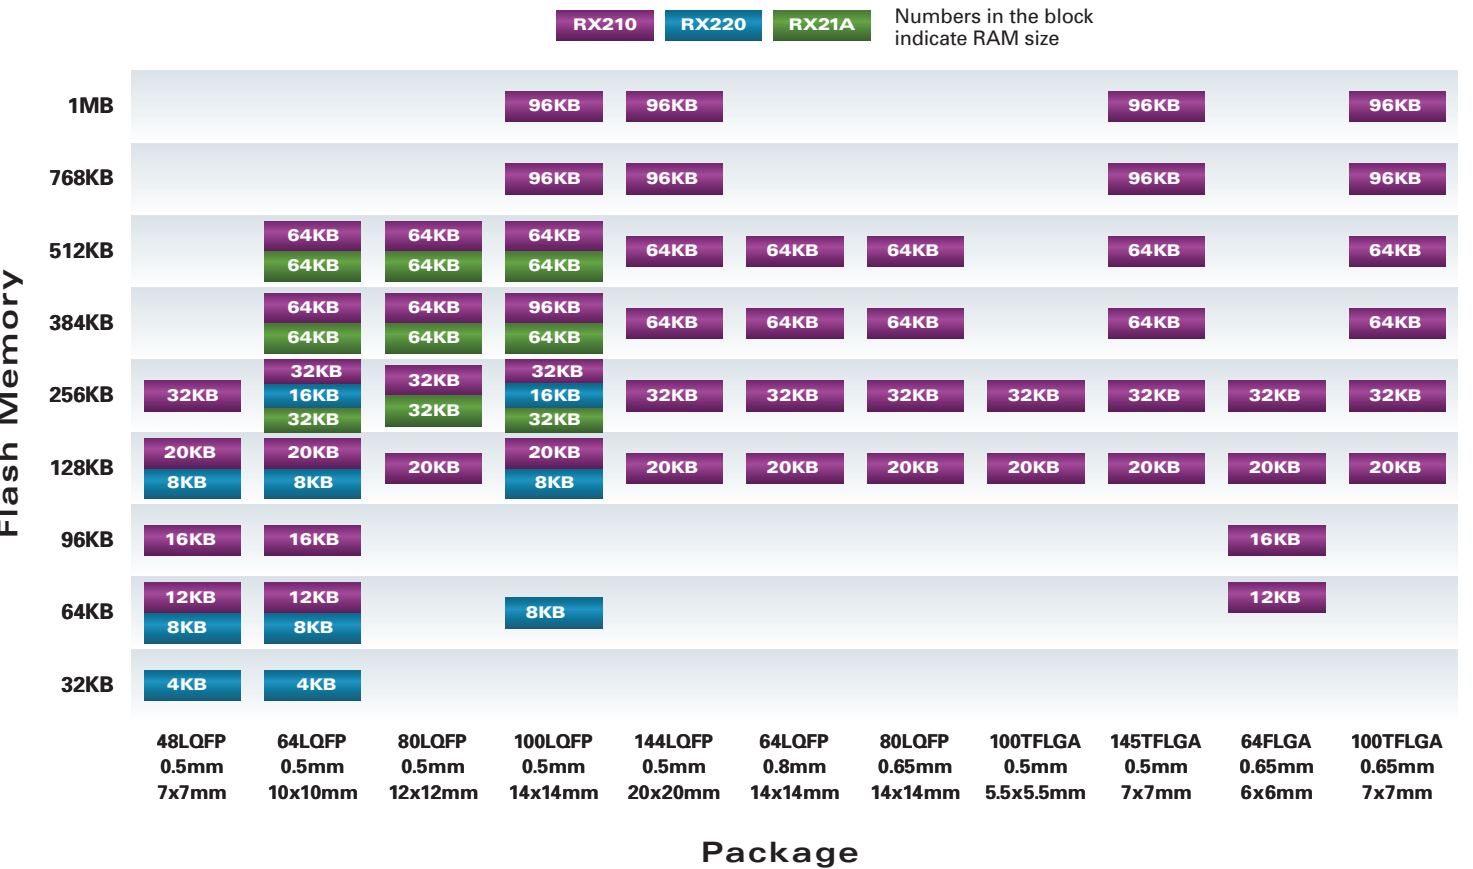 RX210 RX220 RX21A Numbers in the block
indicate RAM size
Flash Memory
1MB 96KB 96KB 96KB 96KB
768KB 96KB 96KB 96KB 96KB
64KB 64KB 64KB
512KB 64KB 64KB 64KB 64KB 64KB
64KB 64KB 64KB
64KB 64KB 96KB
384KB 64KB 64KB 64KB 64KB 64KB
64KB 64KB 64KB
32KB 32KB 32KB
256KB 32KB 16KB 16KB 32KB 32KB 32KB 32KB 32KB 32KB 32KB
32KB 32KB 32KB
20KB 20KB 20KB
128KB 20KB 20KB 20KB 20KB 20KB 20KB 20KB 20KB
8KB 8KB 8KB
96KB 16KB 16KB 16KB
12KB 12KB 12KB
64KB 8KB
8KB 8KB
32KB 4KB 4KB
48LQFP 64LQFP 80LQFP 100LQFP 144LQFP 64LQFP 80LQFP 100TFLGA 145TFLGA 64FLGA 100TFLGA
0.5mm 0.5mm 0.5mm 0.5mm 0.5mm 0.8mm 0.65mm 0.5mm 0.5mm 0.65mm 0.65mm
7x7mm 10x10mm 12x12mm 14x14mm 20x20mm 14x14mm 14x14mm 5.5x5.5mm 7x7mm 6x6mm 7x7mm
Package